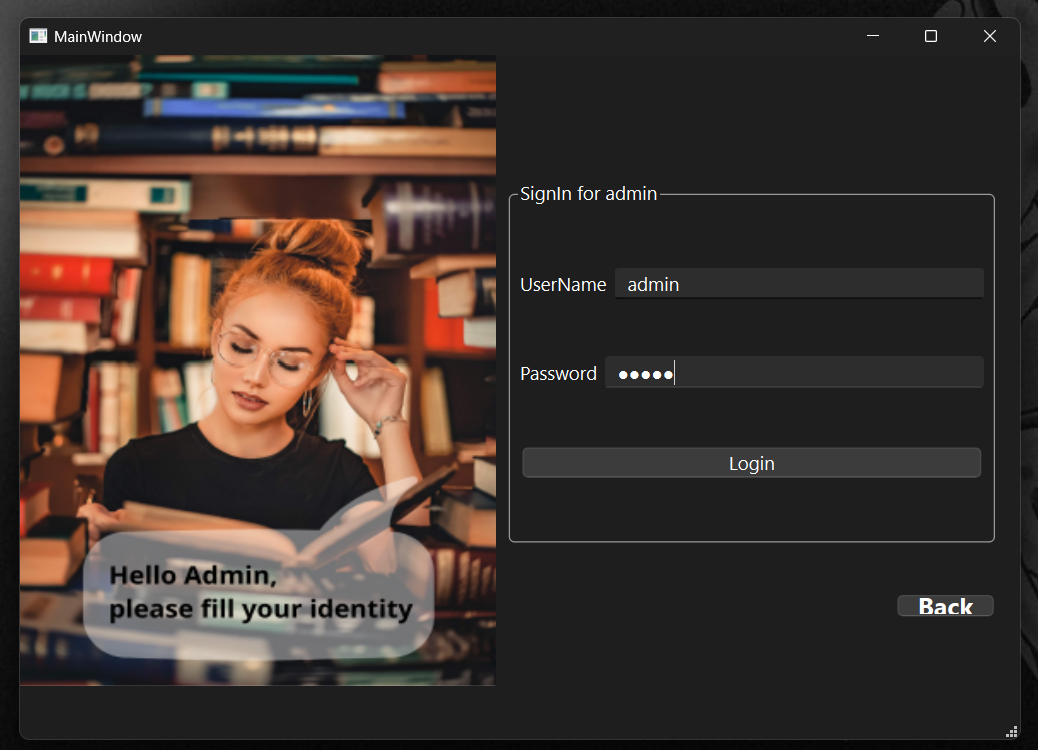 MainWindow
SignIn for admin
UserName admin
Password ●●●●●
Login
Hello Admin,
please fill your identity
Back